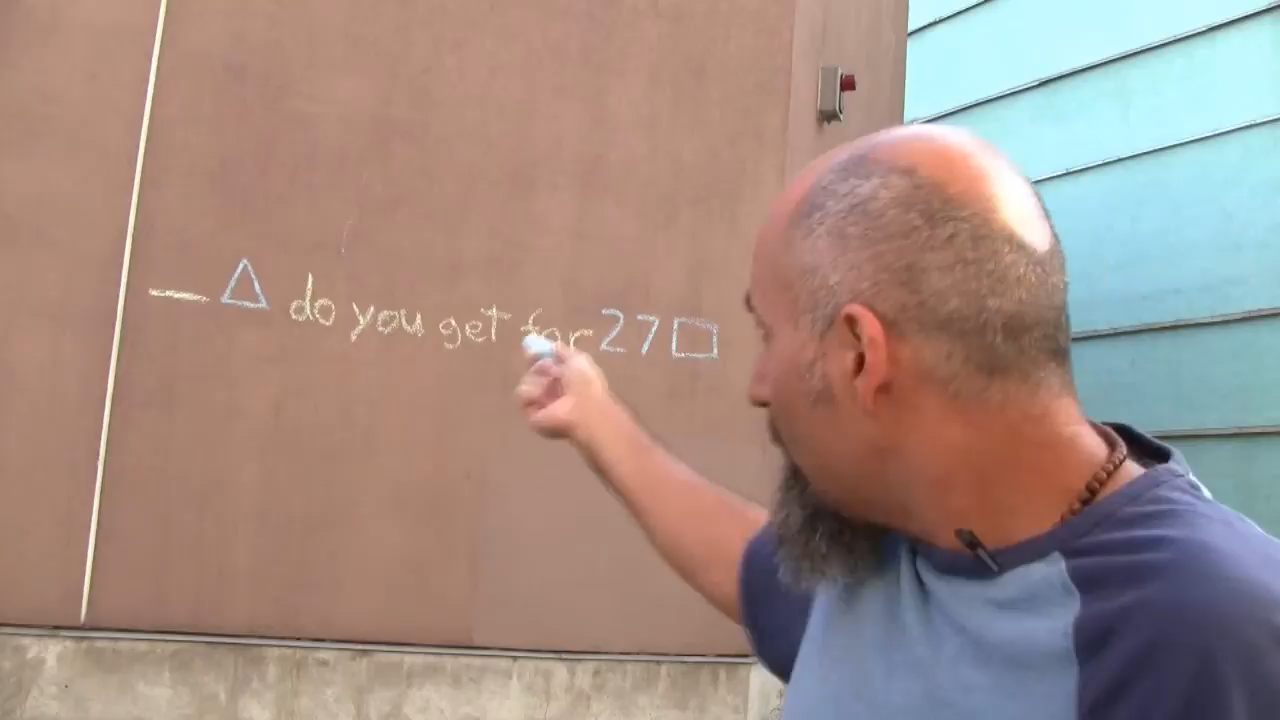 — △ do you get for 27 □